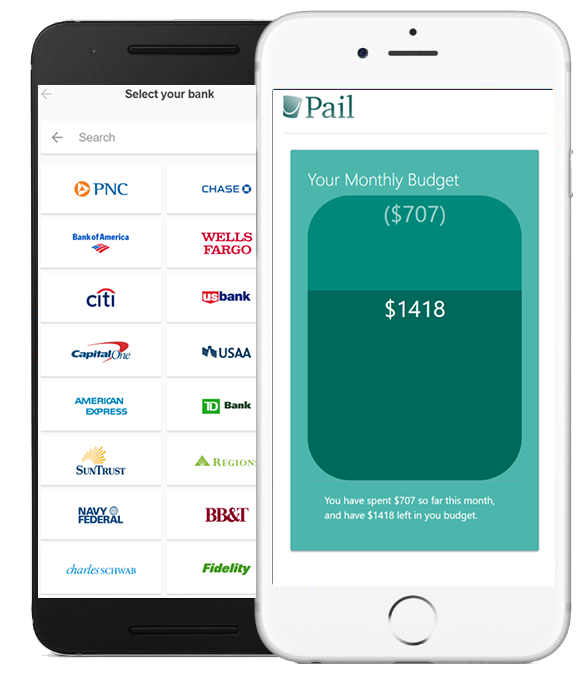 Select your bank
Search
PNC
CHASE
Bank of America
WELLS
FARGO
citi
usbank
Capital One
USAA
AMERICAN
EXPRESS
TD Bank
SUNTRUST
REGIONS
NAVY
FEDERAL
BB&T
charles SCHWAB
Fidelity
Pail
Your Monthly Budget
($707)
$1418
You have spent $707 so far this month,
and have $1418 left in you budget.